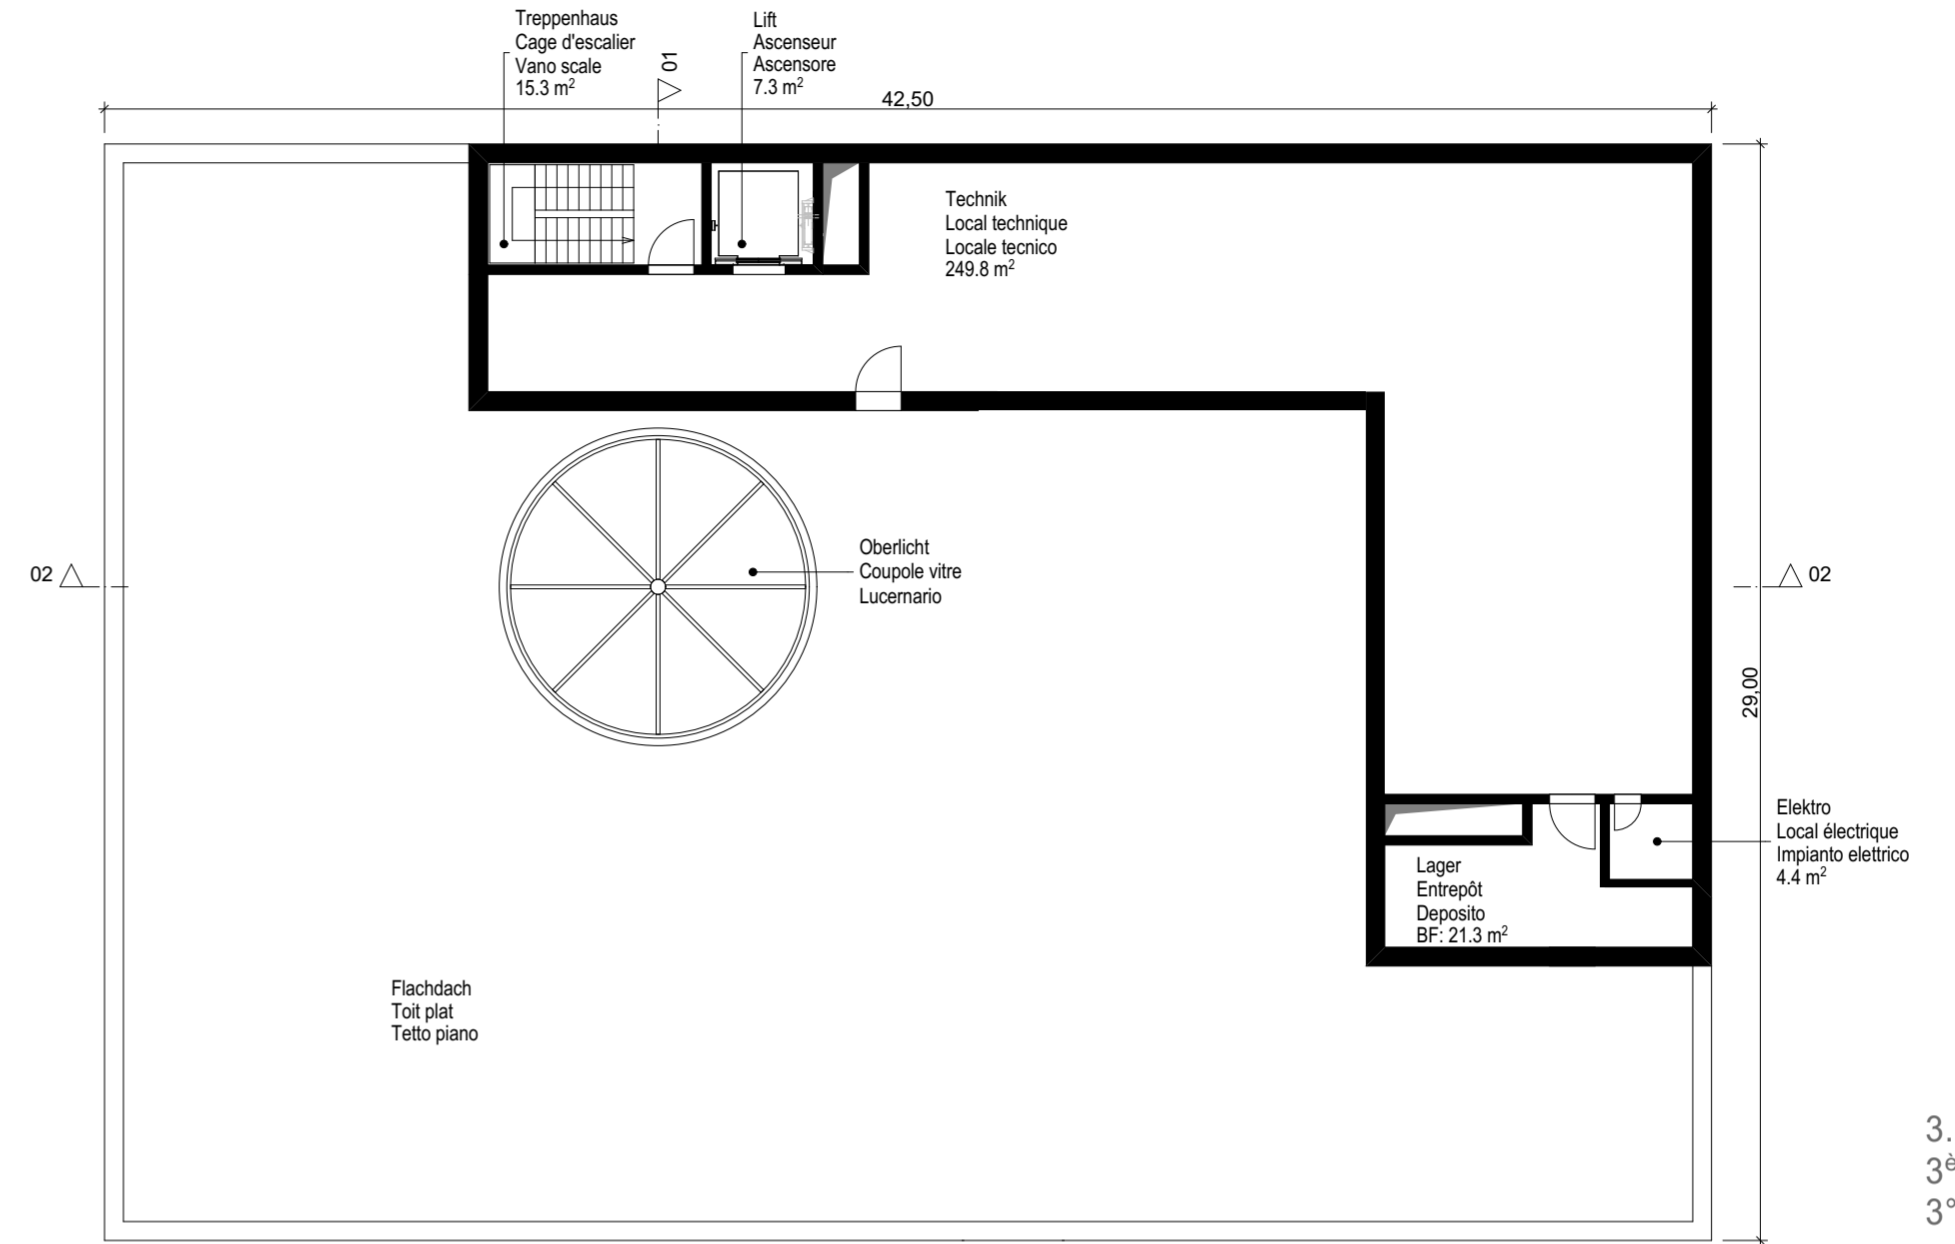 Treppenhaus
Cage d'escalier
Vano scale
15.3 m²
01
Lift
Ascenseur
Ascensore
7.3 m²
42,50
Technik
Local technique
Locale tecnico
249.8 m²
Oberlicht
Coupole vitre
Lucernario
02
02
29,00
Elektro
Local électrique
Impianto elettrico
4.4 m²
Lager
Entrepôt
Deposito
BF: 21.3 m²
Flachdach
Toit plat
Tetto piano
3.
3è
3°